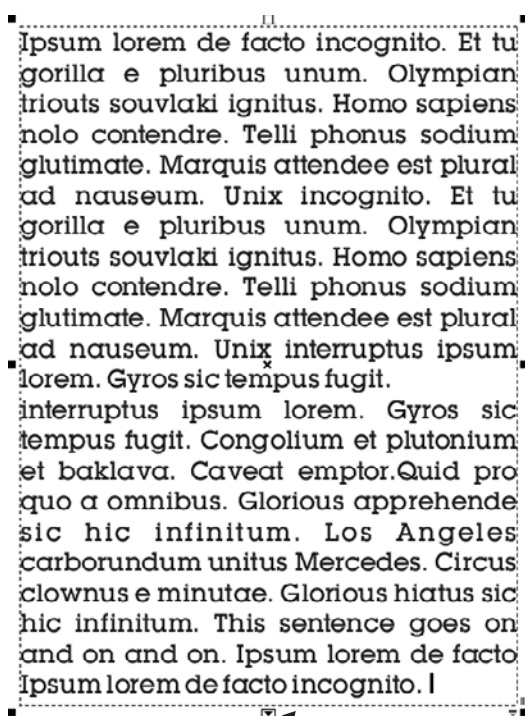 Ipsum lorem de facto incognito. Et tu
gorilla e pluribus unum. Olympian
triouts souvlaki ignitus. Homo sapiens
nolo contendre. Telli phonus sodium
glutimate. Marquis attendee est plural
ad nauseum. Unix incognito. Et tu
gorilla e pluribus unum. Olympian
triouts souvlaki ignitus. Homo sapiens
nolo contendre. Telli phonus sodium
glutimate. Marquis attendee est plural
ad nauseum. Unix interruptus ipsum
lorem. Gyros sic tempus fugit.
interruptus ipsum lorem. Gyros sic
tempus fugit. Congolium et plutonium
et baklava. Caveat emptor.Quid pro
quo a omnibus. Glorious apprehende
sic hic infinitum. Los Angeles
carborundum unitus Mercedes. Circus
clownus e minutae. Glorious hiatus sic
hic infinitum. This sentence goes on
and on and on. Ipsum lorem de facto
Ipsum lorem de facto incognito.